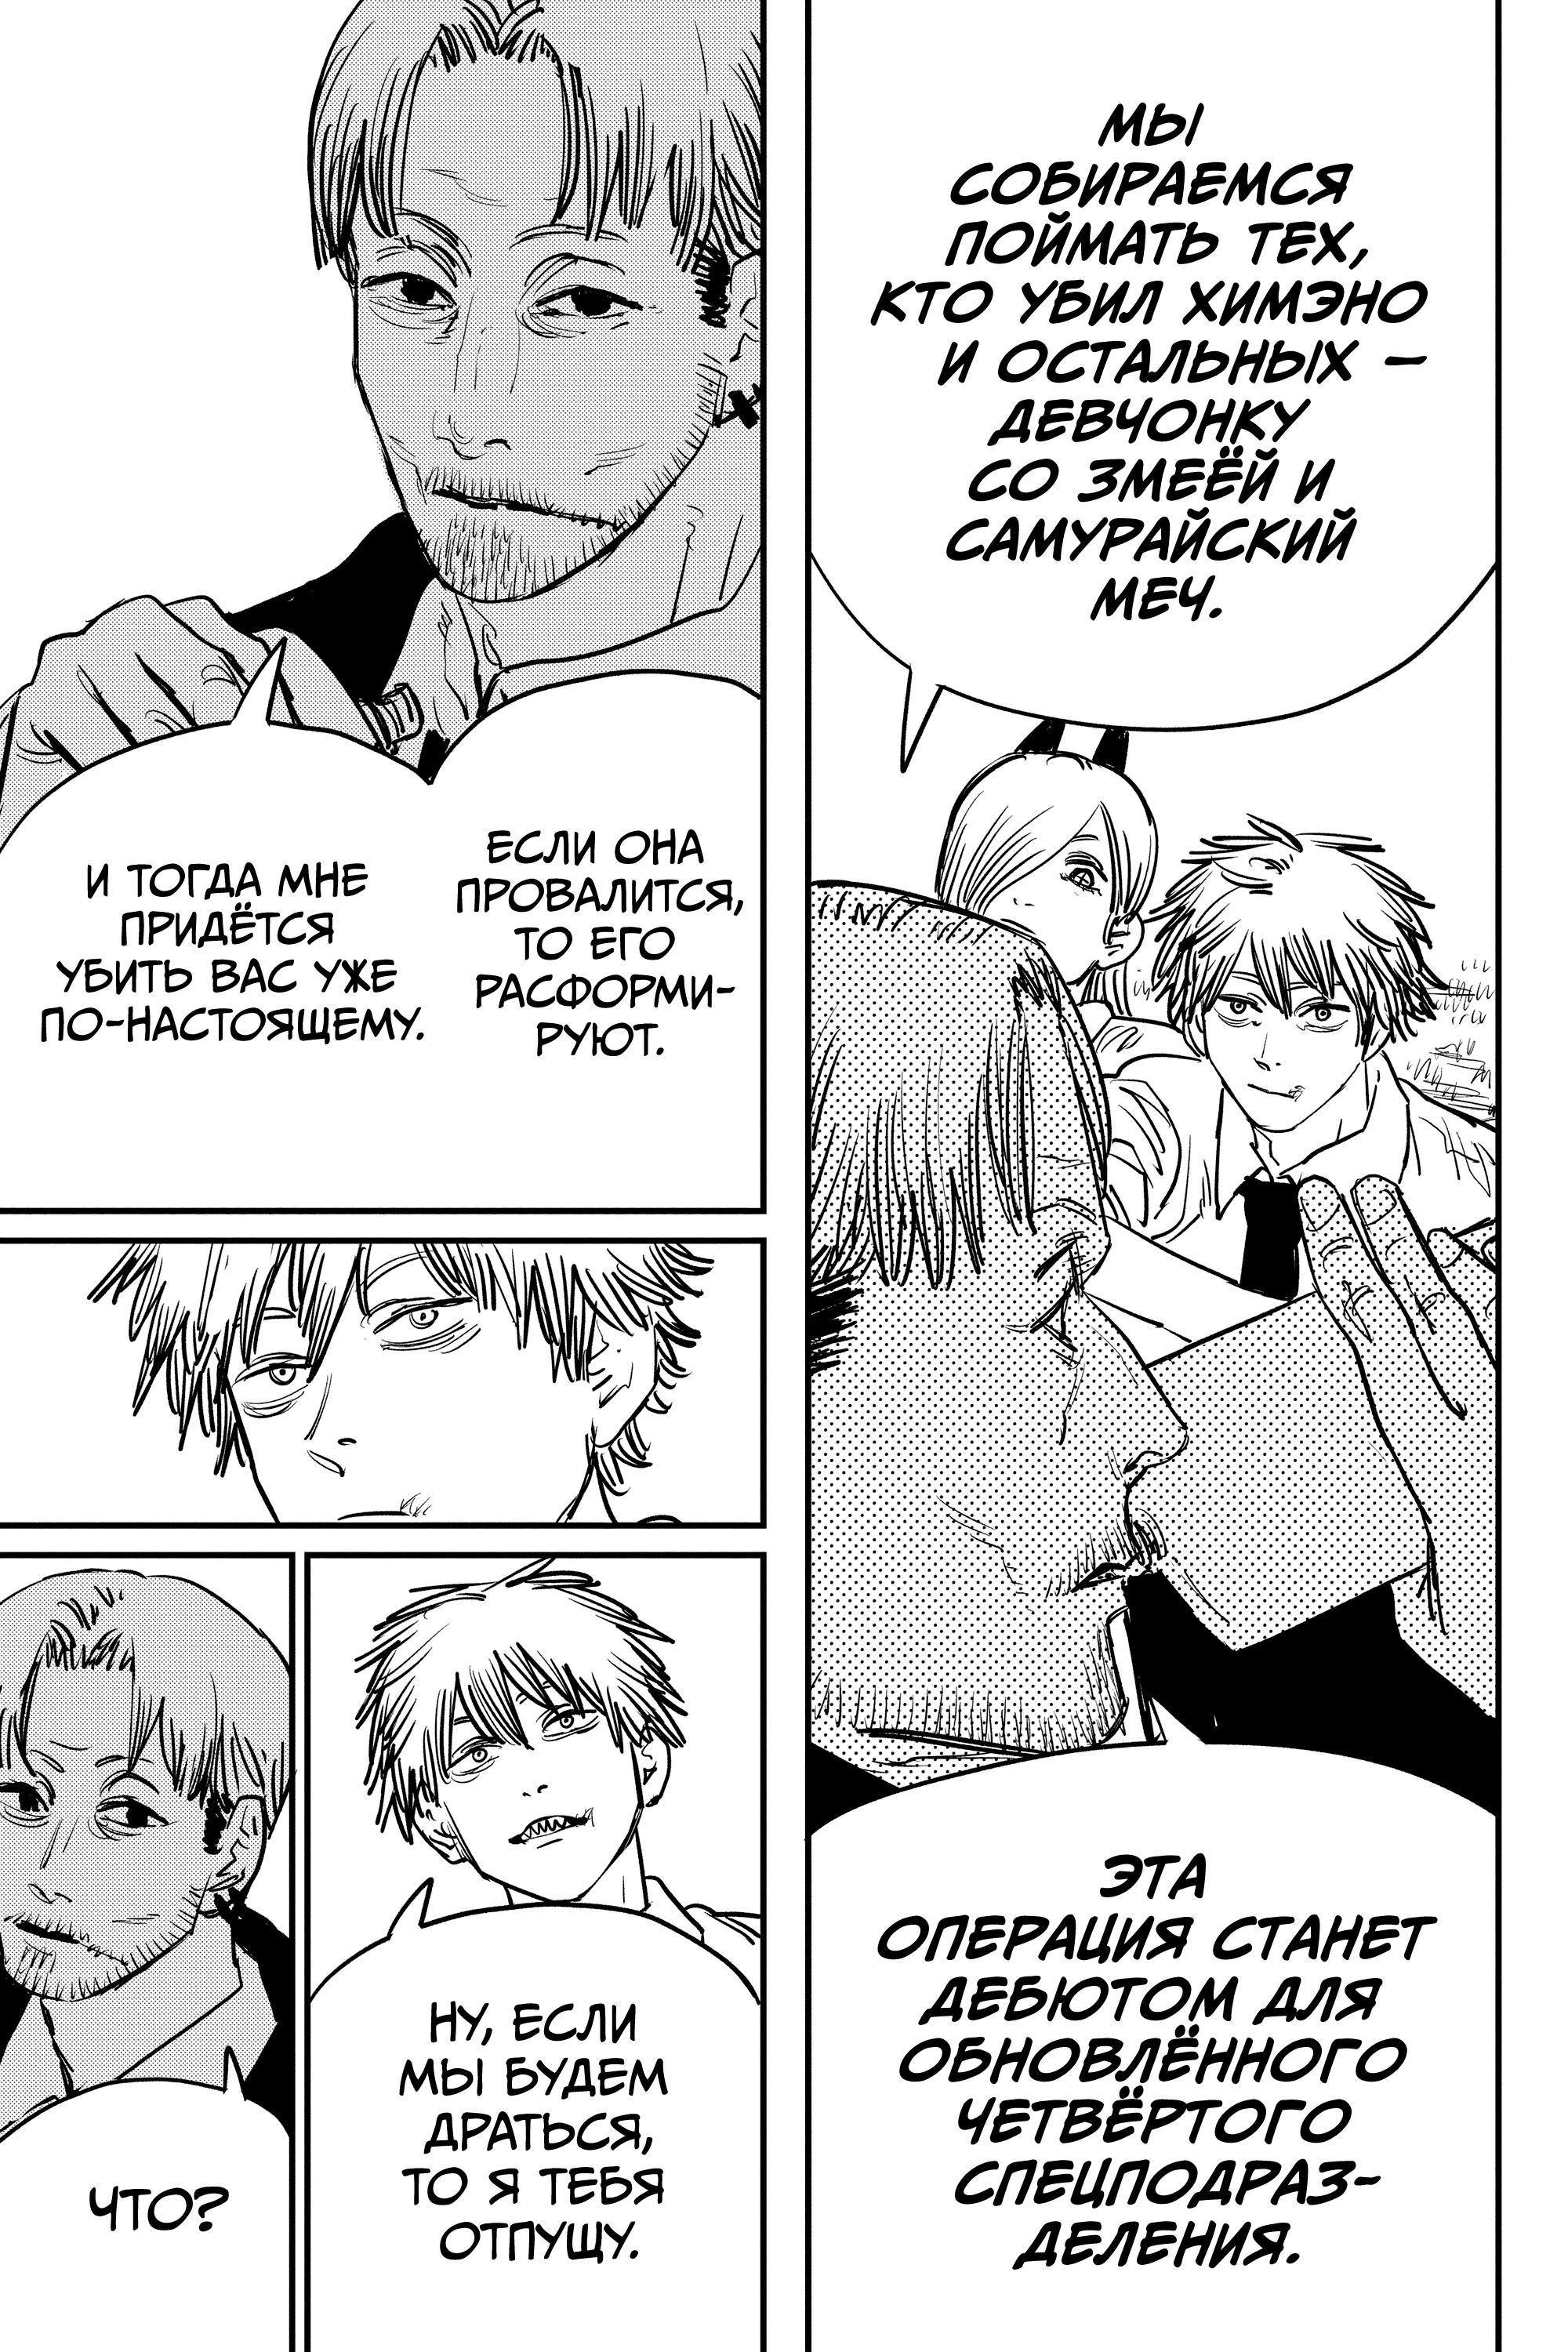 МЫ
СОБИРАЕМСЯ
ПОЙМАТЬ ТЕХ,
КТО УБИЛ ХИМЭНО
И ОСТАЛЬНЫХ —
ДЕВЧОНКУ
СО ЗМЕЁЙ И
САМУРАЙСКИЙ
МЕЧ.
ЭТА
ОПЕРАЦИЯ СТАНЕТ
ДЕБЮТОМ ДЛЯ
ОБНОВЛЁННОГО
ЧЕТВЁРТОГО
СПЕЦПОДРАЗ-
ДЕЛЕНИЯ.
ЕСЛИ ОНА
ПРОВАЛИТСЯ,
ТО ЕГО
РАСФОРМИ-
РУЮТ.
И ТОГДА МНЕ
ПРИДЁТСЯ
УБИТЬ ВАС УЖЕ
ПО-НАСТОЯЩЕМУ.
НУ, ЕСЛИ
МЫ БУДЕМ
ДРАТЬСЯ,
ТО Я ТЕБЯ
ОТПУЩУ.
ЧТО?